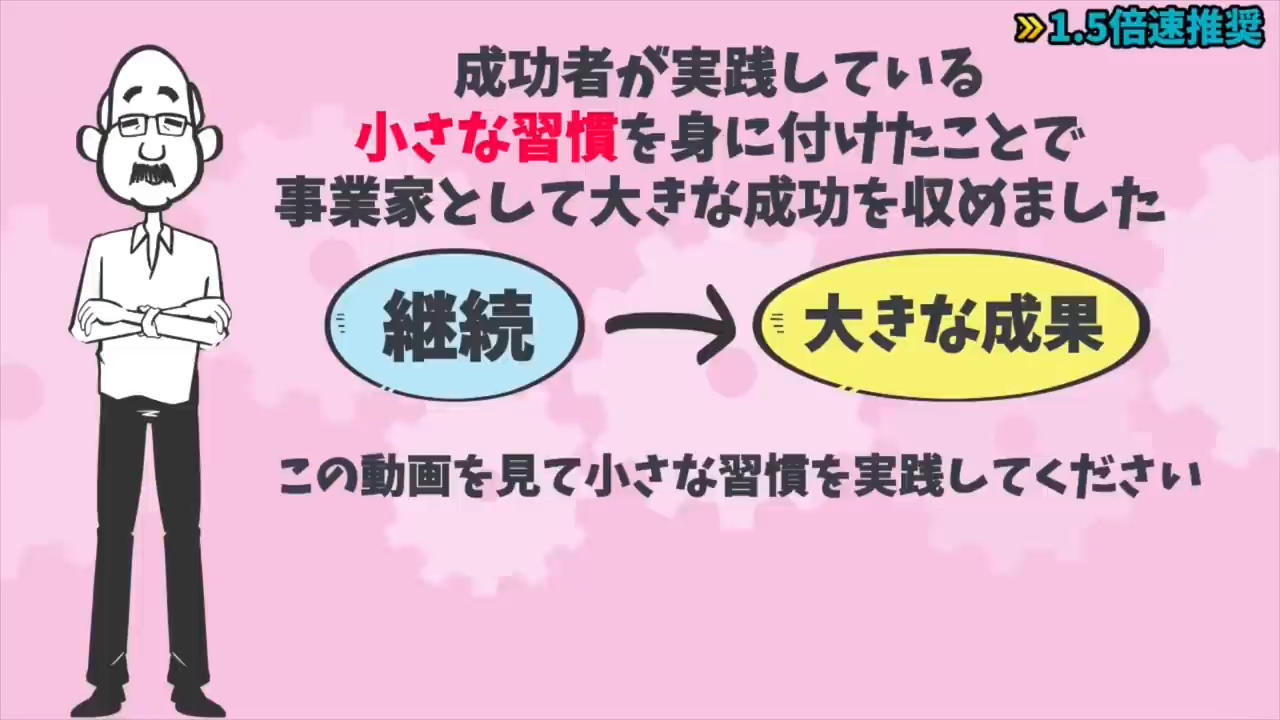 »1.5倍速推奨
成功者が実践している
小さな習慣を身に付けたことで
事業家として大きな成功を収めました
継続
大きな成果
この動画を見て小さな習慣を実践してください